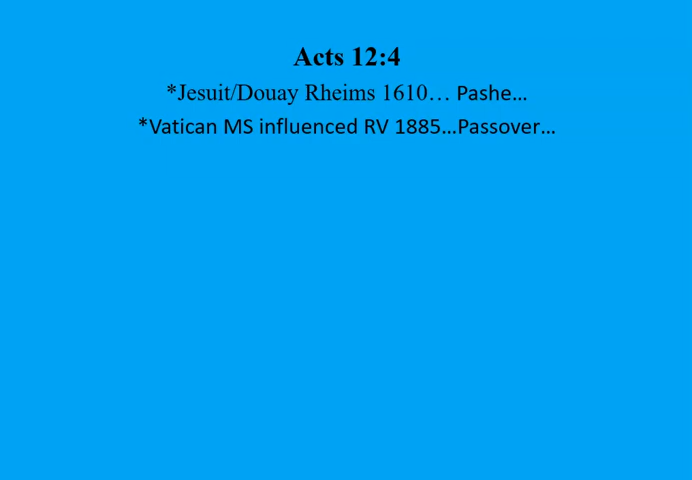 Acts 12:4
*Jesuit/Douay Rheims 1610… Pashe…
*Vatican MS influenced RV 1885…Passover…